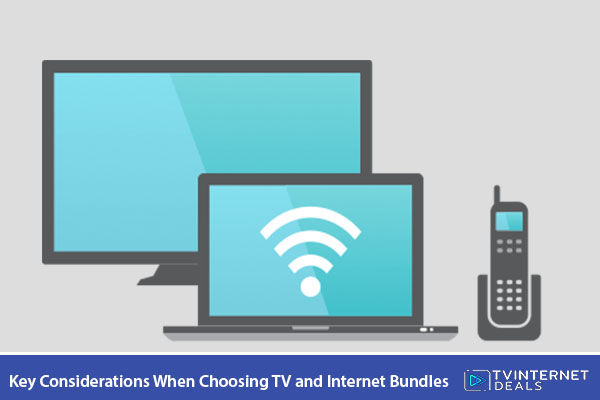 Key Considerations When Choosing TV and Internet Bundles
TVINTERNET
DEALS